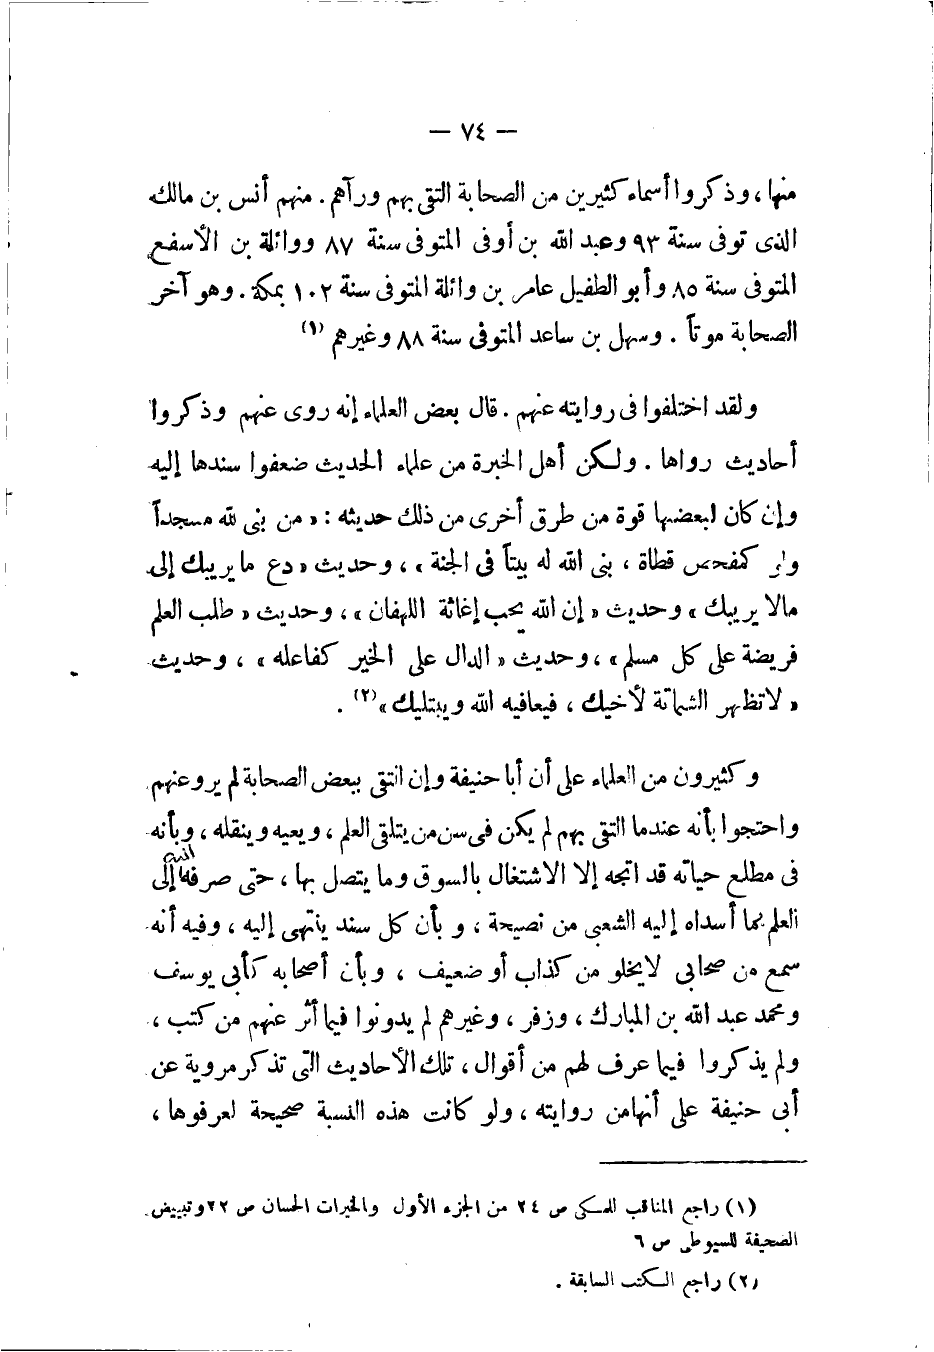 — ٧٤ —
منها، وذكروا أسماء كثيرين من الصحابة التقى بهم ورآهم. منهم أنس بن مالك
الذى توفى سنة ٩٣ وعبد الله بن أوفى المتوفى سنة ٨٧ ووائلة بن الأسفع
المتوفى سنة ٨٥ وأبو الطفيل عامر بن وائلة المتوفى سنة ١٠٢ بمكة. وهو آخر
الصحابة موتاً . وسهل بن ساعد المتوفى سنة ٨٨ وغيرهم (١)
ولقد اختلفوا فى روايته عنهم . قال بعض العلماء إنه روى عنهم وذكروا
أحاديث رواها . ولكن أهل الخبرة من علماء الحديث ضعفوا سندها إليه
وإن كان لبعضها قوة من طرق أخرى من ذلك حديثه : « من بنى لله مسجداً
ولو كمفحص قطاة ، بنى الله له بيتاً فى الجنة » ، وحديث « دع ما يريبك إلى
مالا يريبك » وحديث « إن الله يحب إغاثة اللهفان » ، وحديث « طلب العلم
فريضة على كل مسلم » ، وحديث « الدال على الخير كفاعله » ، وحديث
« لا تظهر الشماتة لأخيك ، فيعافيه الله ويبتليك » (٢) .
وكثيرون من العلماء على أن أبا حنيفة وإن التقى ببعض الصحابة لم يرو عنهم
واحتجوا بأنه عندما التقى بهم لم يكن فى سن من يتلقى العلم ، ويعيه وينقله ، وبأنه
فى مطلع حياته قد اتجه إلا الاشتغال بالسوق وما يتصل بها ، حتى صرفه إلى
العلم بما أسداه إليه الشعبى من نصيحة ، وبأن كل سند ينتهى إليه ، وفيه أنه
سمع من صحابى لا يخلو من كذاب أو ضعيف ، وبأن أصحابه كأبى يوسف
ومحمد عبد الله بن المبارك ، وزفر ، وغيرهم لم يدونوا فيما أثر عنهم من كتب ،
ولم يذكروا فيما عرف لهم من أقوال ، تلك الأحاديث التى تذكر مروية عن
أبى حنيفة على أنها من روايته ، ولو كانت هذه النسبة صحيحة لعرفوها ،
(١) راجع المناقب للمكى ص ٢٤ من الجزء الأول والخيرات الحسان ص ٢٢ وتبييض
الصحيفة للسيوطى ص ٦
(٢) راجع الكتب السابقة .